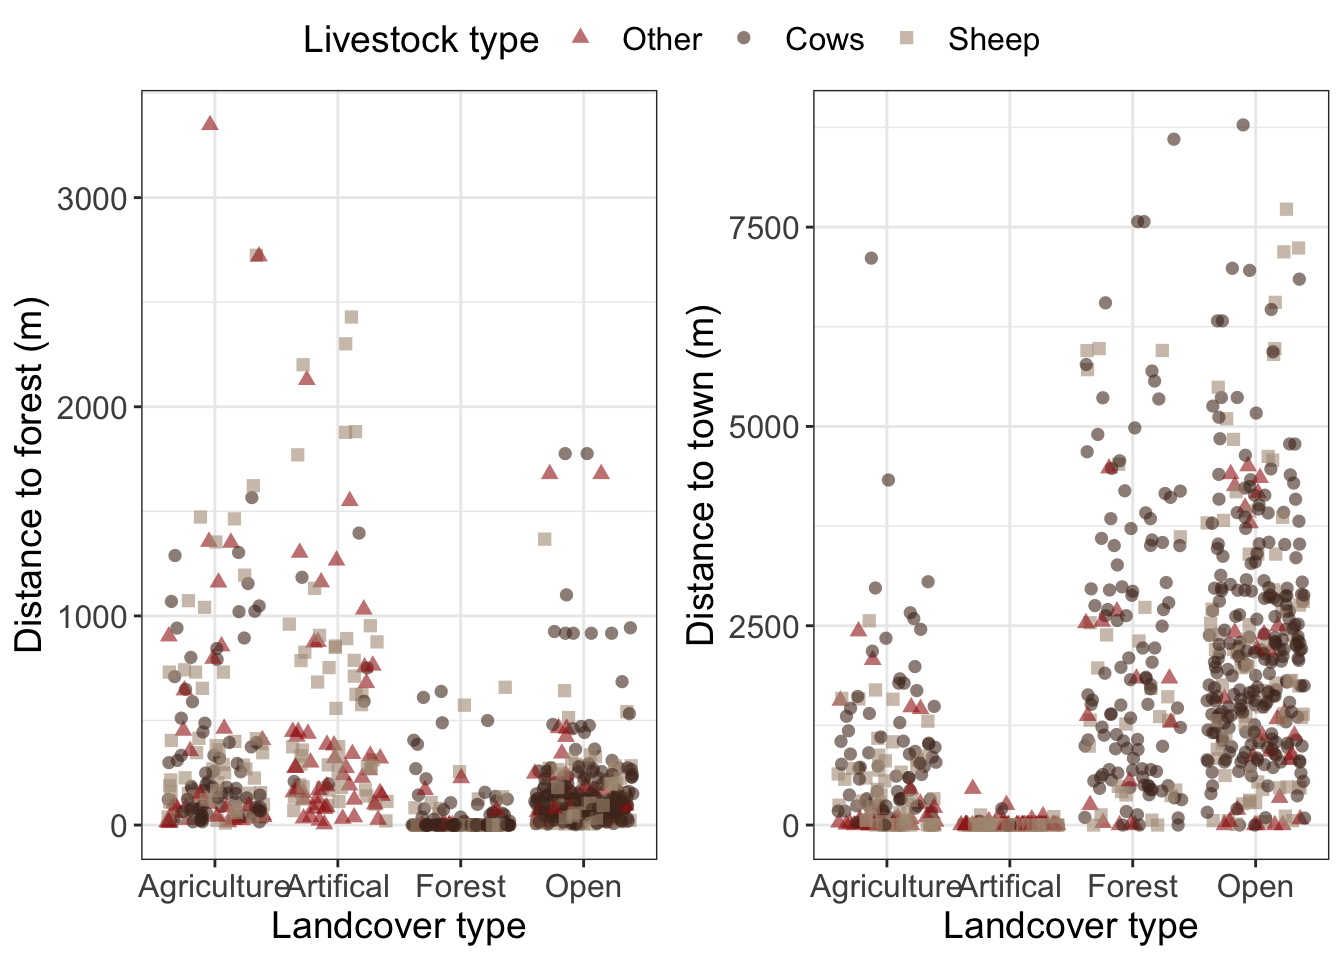 Livestock type Other Cows Sheep
Distance to forest (m)
3000
2000
1000
0
Agriculture Artifical Forest Open
Landcover type
Distance to town (m)
7500
5000
2500
0
Agriculture Artifical Forest Open
Landcover type